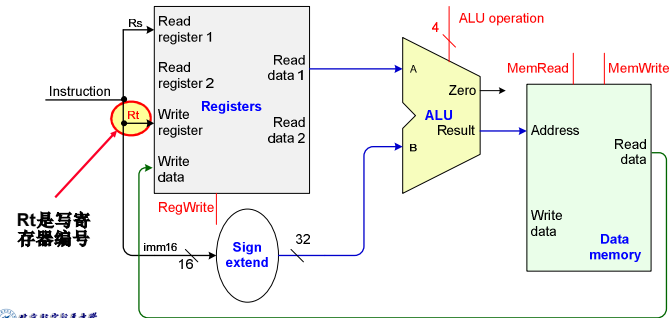 ALU operation
4
Rs
Read
register 1
Read
data 1
A
MemRead
MemWrite
Read
register 2
Zero
Instruction
Registers
Rt
Write
register
ALU
Result
Address
Read
data
Read
data 2
B
Write
data
RegWrite
Rt是写寄
存器编号
Write
data
imm16
16
Sign
extend
32
Data
memory